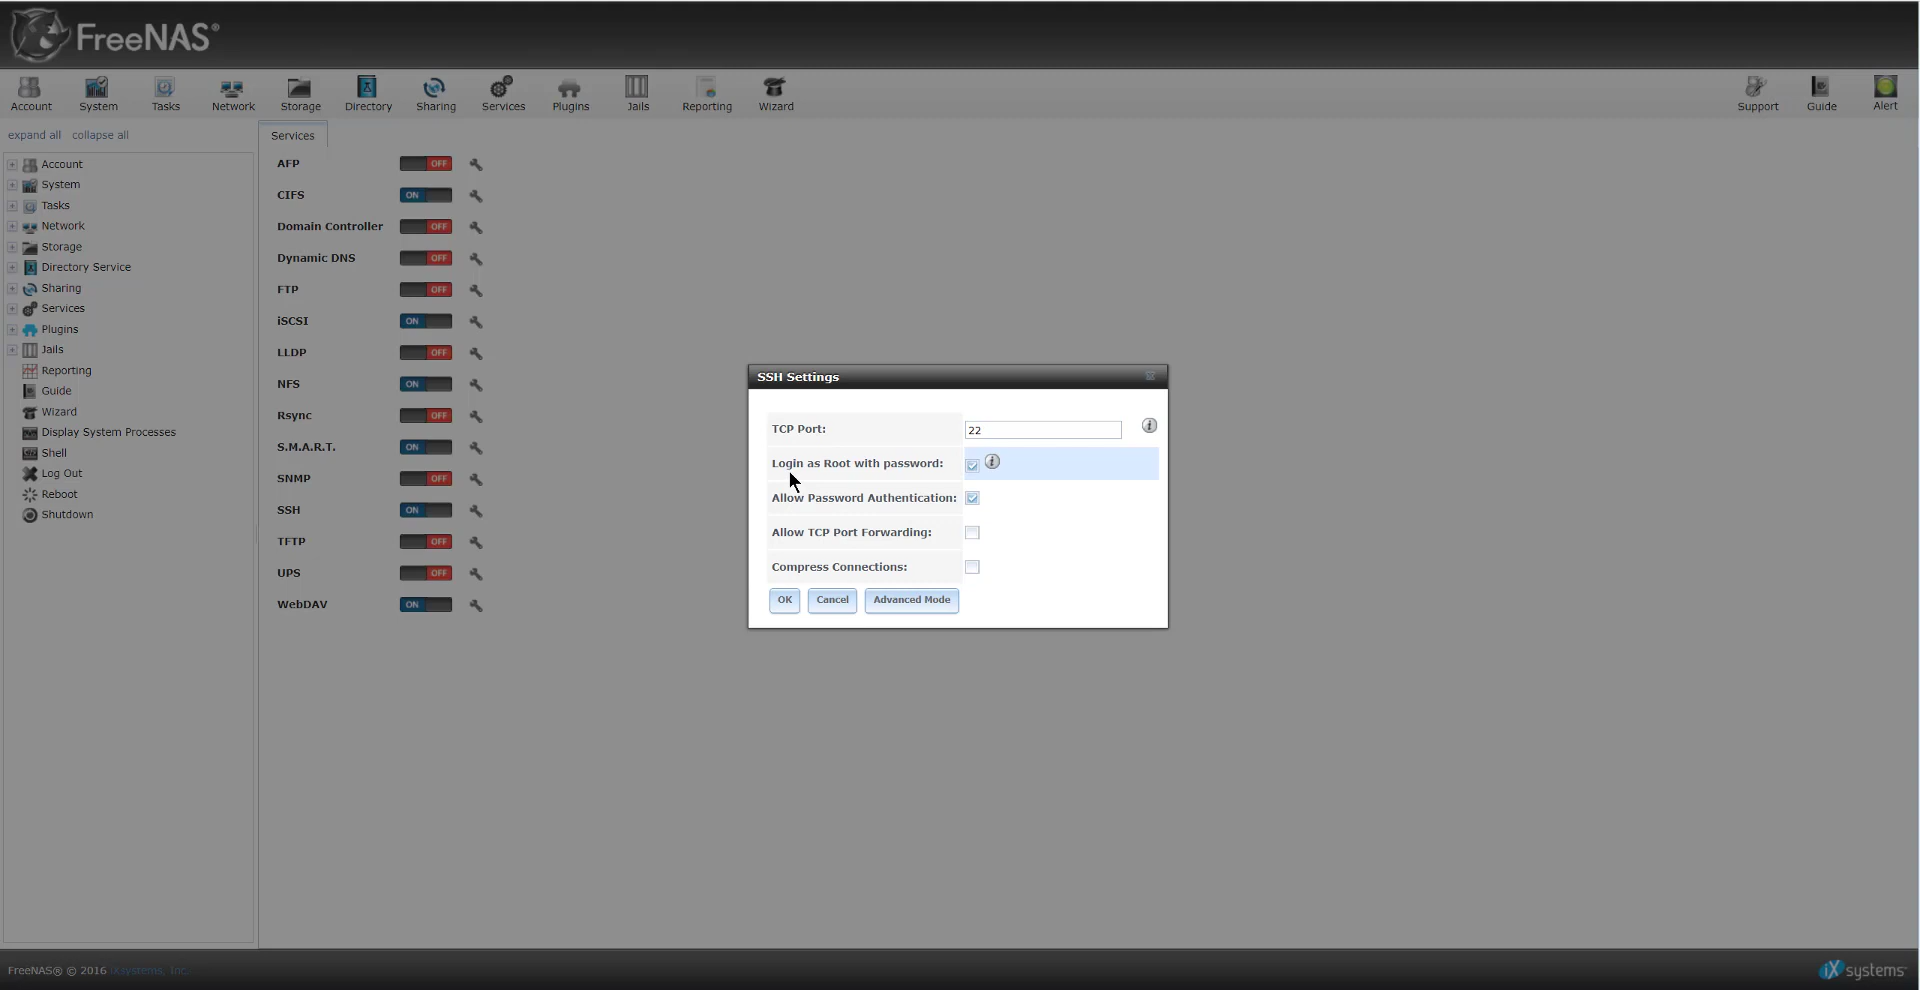 FreeNAS®
Account System Tasks Network Storage Directory Sharing Services Plugins Jails Reporting Wizard Support Guide Alert
expand all collapse all
Account
System
Tasks
Network
Storage
Directory Service
Sharing
Services
Plugins
Jails
Reporting
Guide
Wizard
Display System Processes
Shell
Log Out
Reboot
Shutdown
Services
AFP OFF
CIFS ON
Domain Controller OFF
Dynamic DNS OFF
FTP OFF
iSCSI ON
LLDP OFF
NFS ON
Rsync OFF
S.M.A.R.T. ON
SNMP OFF
SSH ON
TFTP OFF
UPS OFF
WebDAV ON
SSH Settings
TCP Port: 22
Login as Root with password:
Allow Password Authentication:
Allow TCP Port Forwarding:
Compress Connections:
OK Cancel Advanced Mode
FreeNAS® © 2016 iXsystems, Inc.
iXsystems